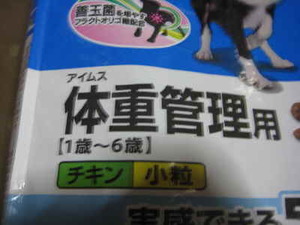 善玉菌を増やす
フラクトオリゴ糖配合
アイムス
体重管理用
【1歳～6歳】
チキン 小粒
実感できる5